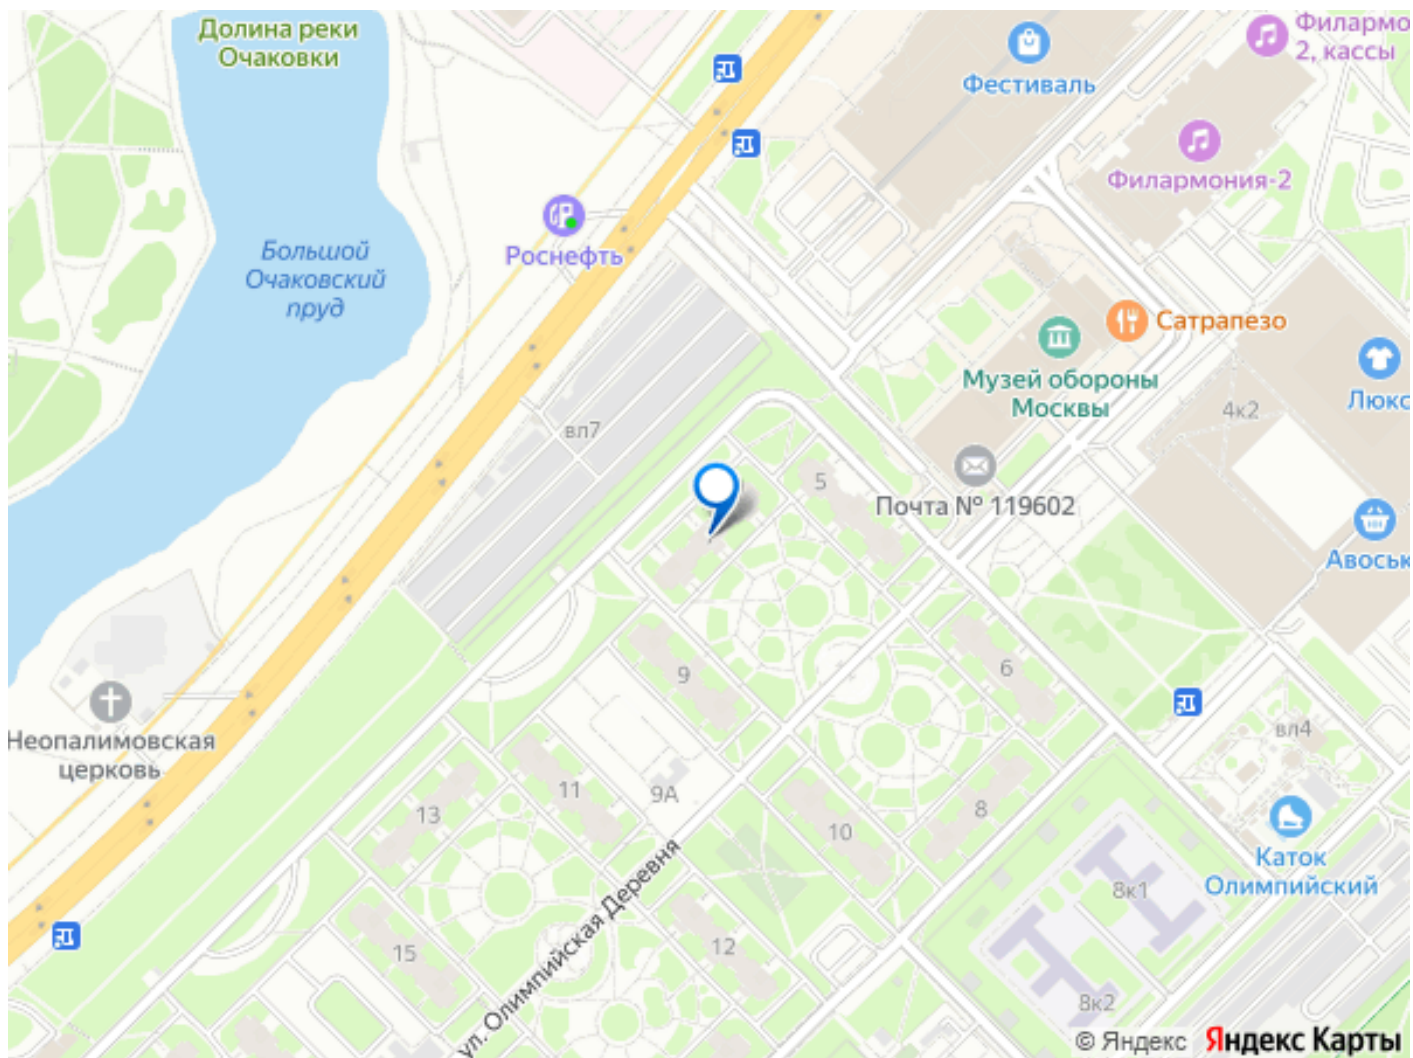 Долина реки
Очаковки
Фестиваль
Филармо
2, кассы
Филармония-2
Роснефть
Большой
Очаковский
пруд
Сатрапезо
Музей обороны
Москвы
Люкс
4к2
вл7
5
Почта № 119602
Авоськ
9
6
Неопалимовская
церковь
вл4
11
9А
13
8
10
Каток
Олимпийский
8к1
15
12
ул. Олимпийская Деревня
8к2
© Яндекс Яндекс Карты